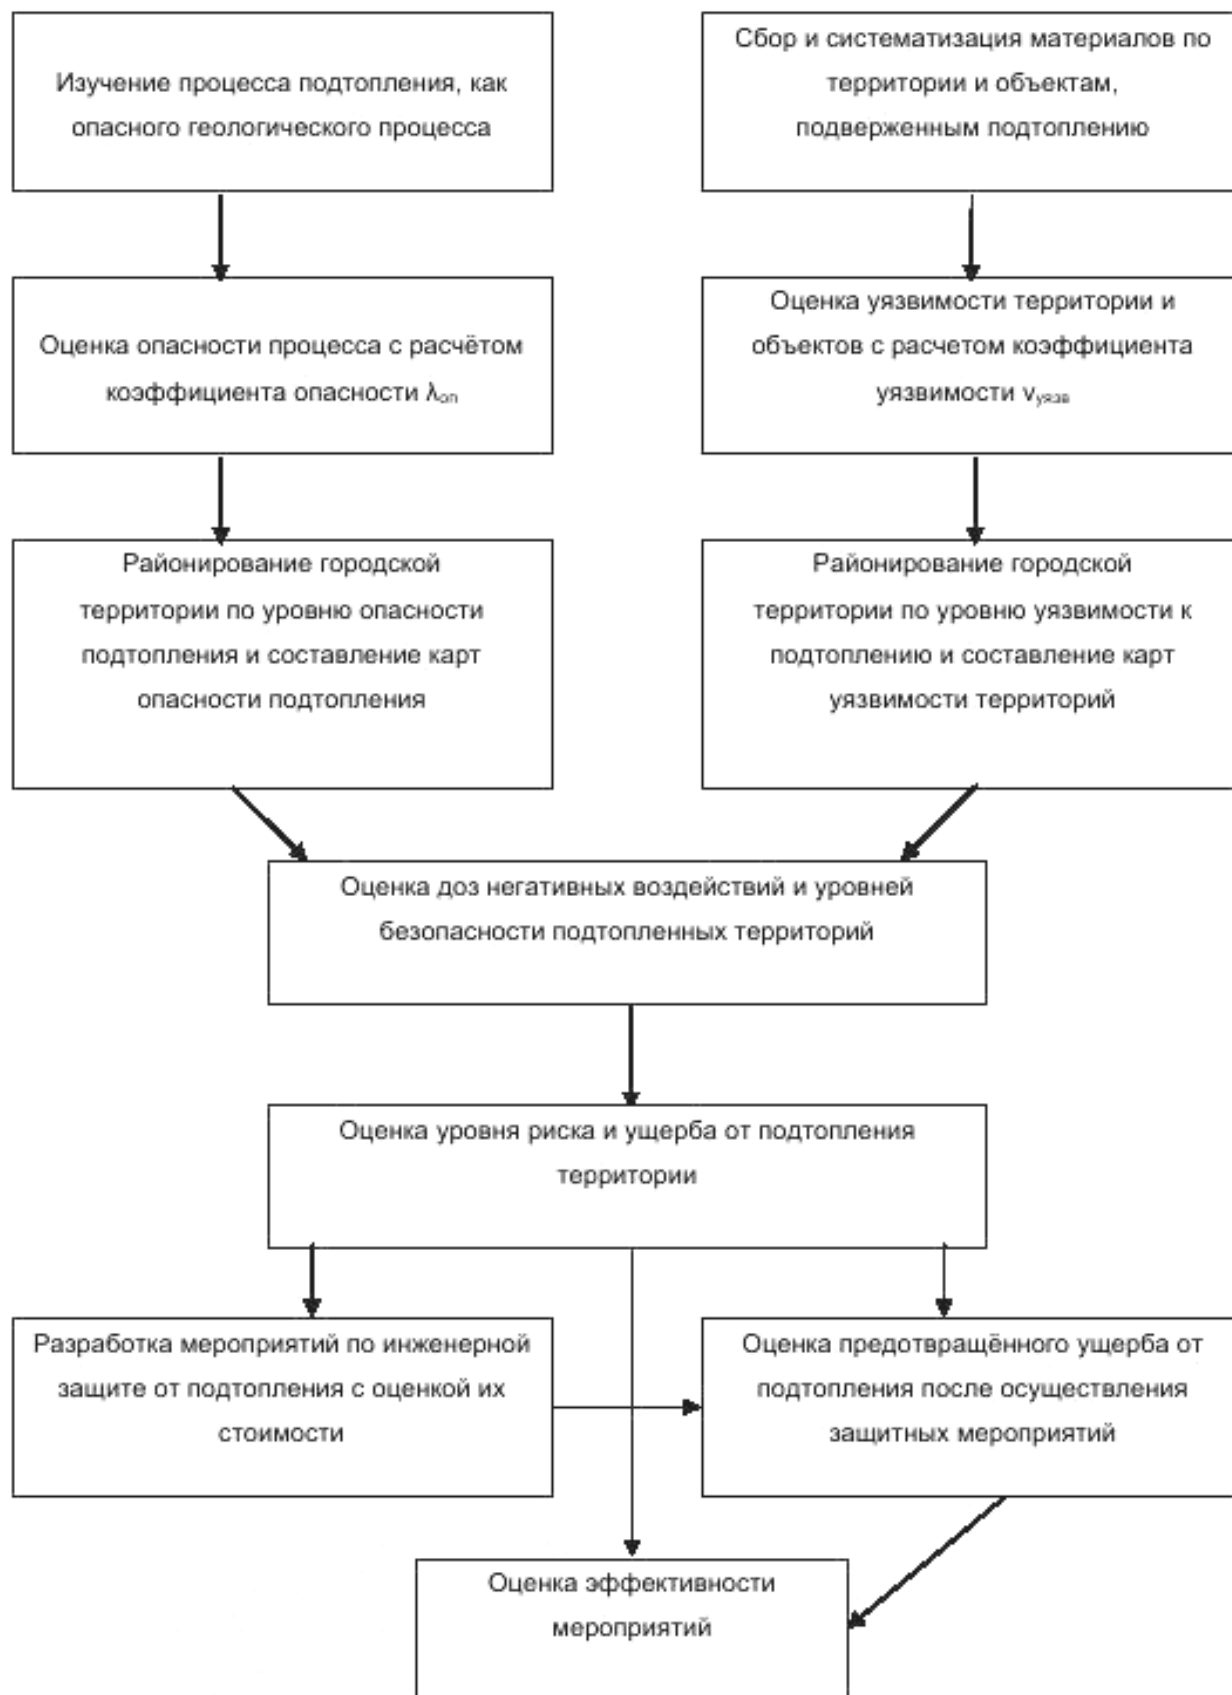 Изучение процесса подтопления, как
опасного геологического процесса
Сбор и систематизация материалов по
территории и объектам,
подверженным подтоплению
Оценка опасности процесса с расчётом
коэффициента опасности λоп
Оценка уязвимости территории и
объектов с расчетом коэффициента
уязвимости vуязв
Районирование городской
территории по уровню опасности
подтопления и составление карт
опасности подтопления
Районирование городской
территории по уровню уязвимости к
подтоплению и составление карт
уязвимости территорий
Оценка доз негативных воздействий и уровней
безопасности подтопленных территорий
Оценка уровня риска и ущерба от подтопления
территории
Разработка мероприятий по инженерной
защите от подтопления с оценкой их
стоимости
Оценка предотвращённого ущерба от
подтопления после осуществления
защитных мероприятий
Оценка эффективности
мероприятий